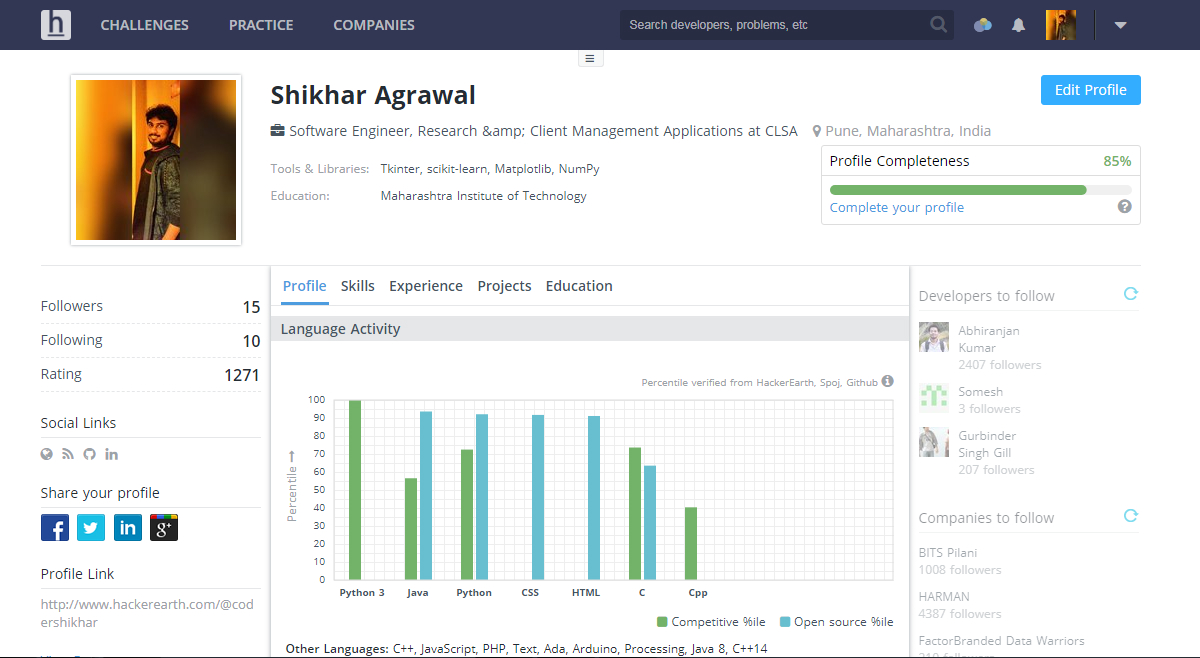 h CHALLENGES PRACTICE COMPANIES Search developers, problems, etc
Shikhar Agrawal
Edit Profile
Software Engineer, Research &amp; Client Management Applications at CLSA Pune, Maharashtra, India
Profile Completeness 85%
Complete your profile ?
Tools & Libraries: Tkinter, scikit-learn, Matplotlib, NumPy
Education: Maharashtra Institute of Technology
Followers 15
Following 10
Rating 1271
Social Links
in
Share your profile
f in g+
Profile Link
http://www.hackerearth.com/@cod
ershikhar
Profile Skills Experience Projects Education
Language Activity
Percentile verified from HackerEarth, Spoj, Github i
Percentile
100
90
80
70
60
50
40
30
20
10
0
Python 3 Java Python CSS HTML C Cpp
Competitive %ile Open source %ile
Other Languages: C++, JavaScript, PHP, Text, Ada, Arduino, Processing, Java 8, C++14
Developers to follow
Abhiranjan
Kumar
2407 followers
Somesh
3 followers
Gurbinder
Singh Gill
207 followers
Companies to follow
BITS Pilani
1008 followers
HARMAN
4387 followers
FactorBranded Data Warriors